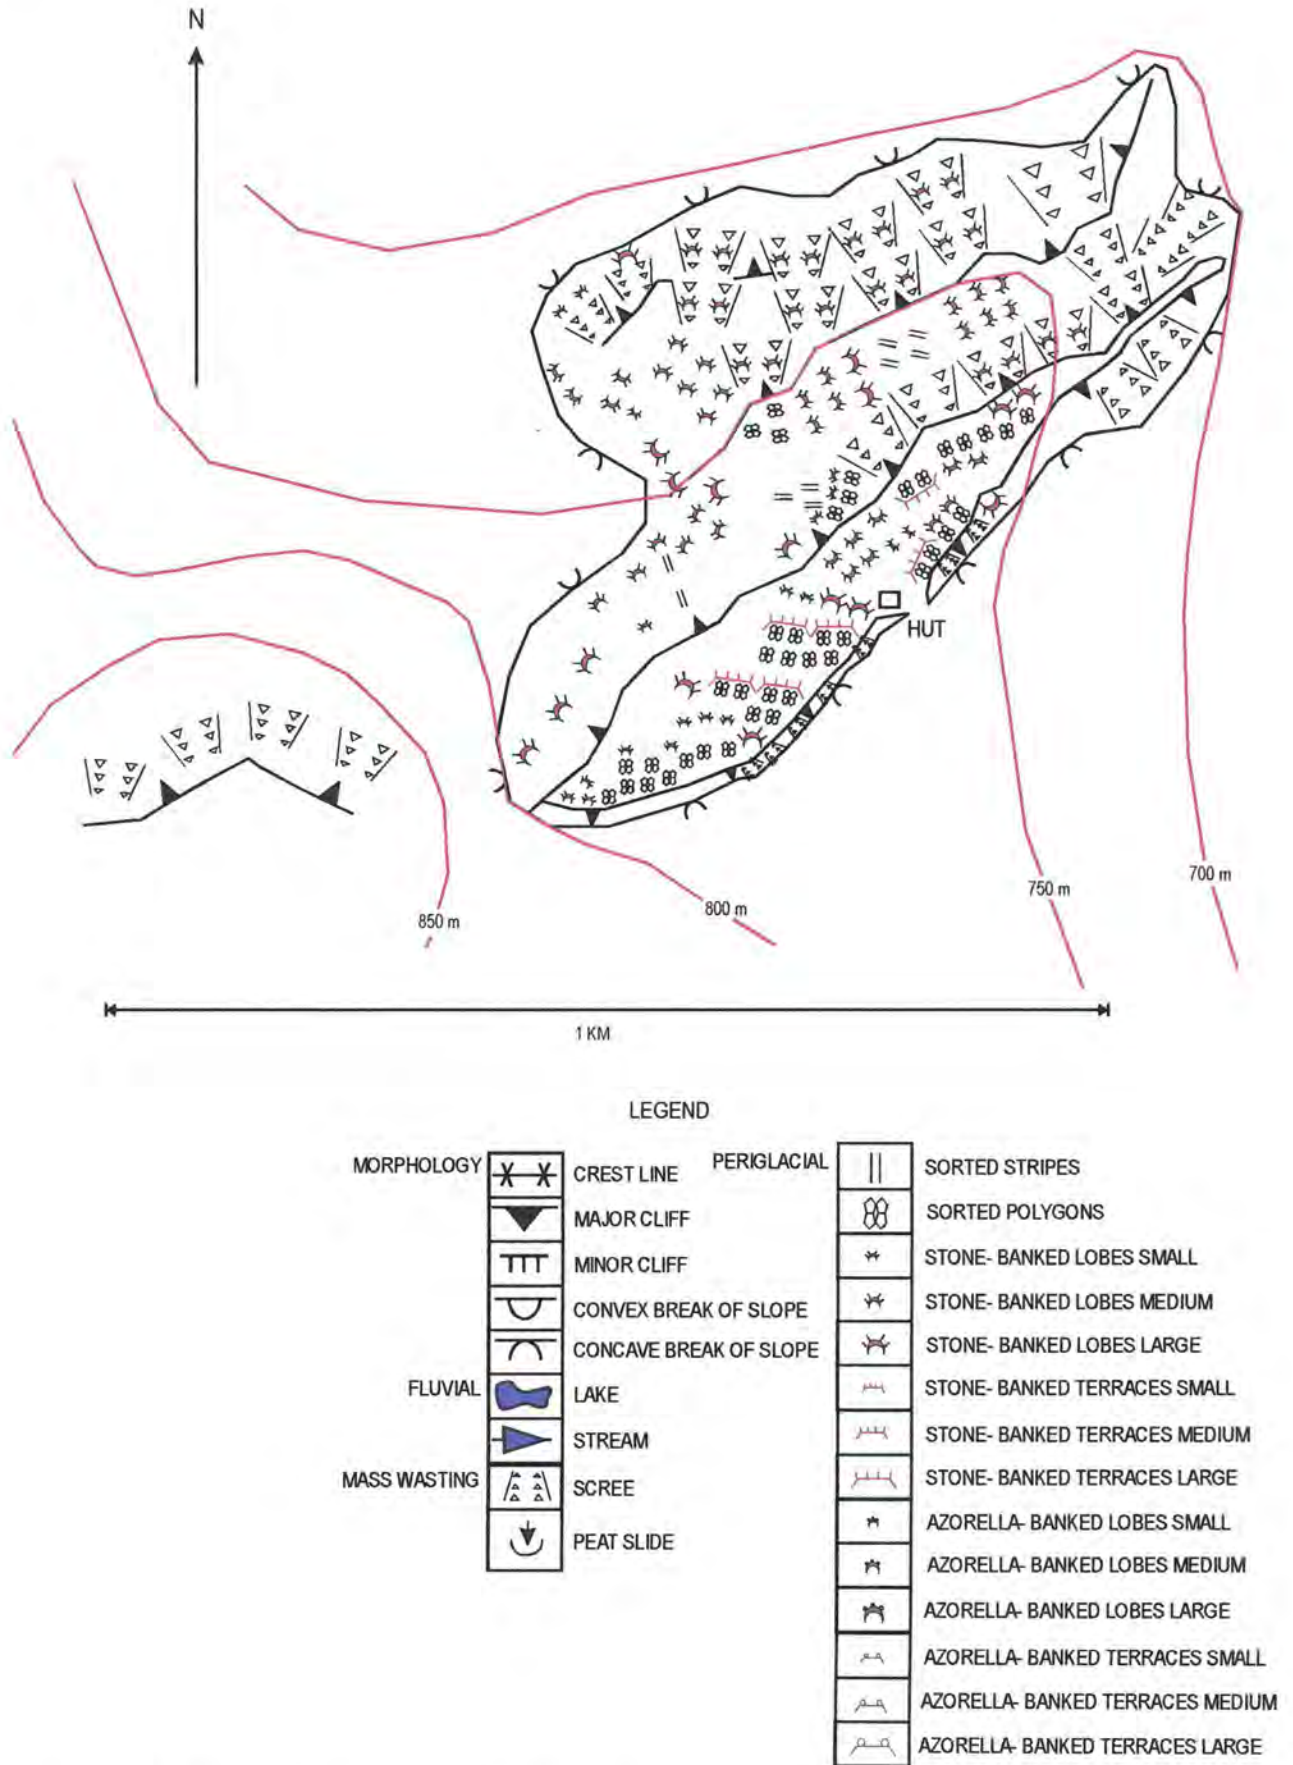 N
HUT
850 m
800 m
750 m
700 m
1 KM
LEGEND
MORPHOLOGY
CREST LINE
MAJOR CLIFF
MINOR CLIFF
CONVEX BREAK OF SLOPE
CONCAVE BREAK OF SLOPE
FLUVIAL
LAKE
STREAM
MASS WASTING
SCREE
PEAT SLIDE
PERIGLACIAL
SORTED STRIPES
SORTED POLYGONS
STONE- BANKED LOBES SMALL
STONE- BANKED LOBES MEDIUM
STONE- BANKED LOBES LARGE
STONE- BANKED TERRACES SMALL
STONE- BANKED TERRACES MEDIUM
STONE- BANKED TERRACES LARGE
AZORELLA- BANKED LOBES SMALL
AZORELLA- BANKED LOBES MEDIUM
AZORELLA- BANKED LOBES LARGE
AZORELLA- BANKED TERRACES SMALL
AZORELLA- BANKED TERRACES MEDIUM
AZORELLA- BANKED TERRACES LARGE